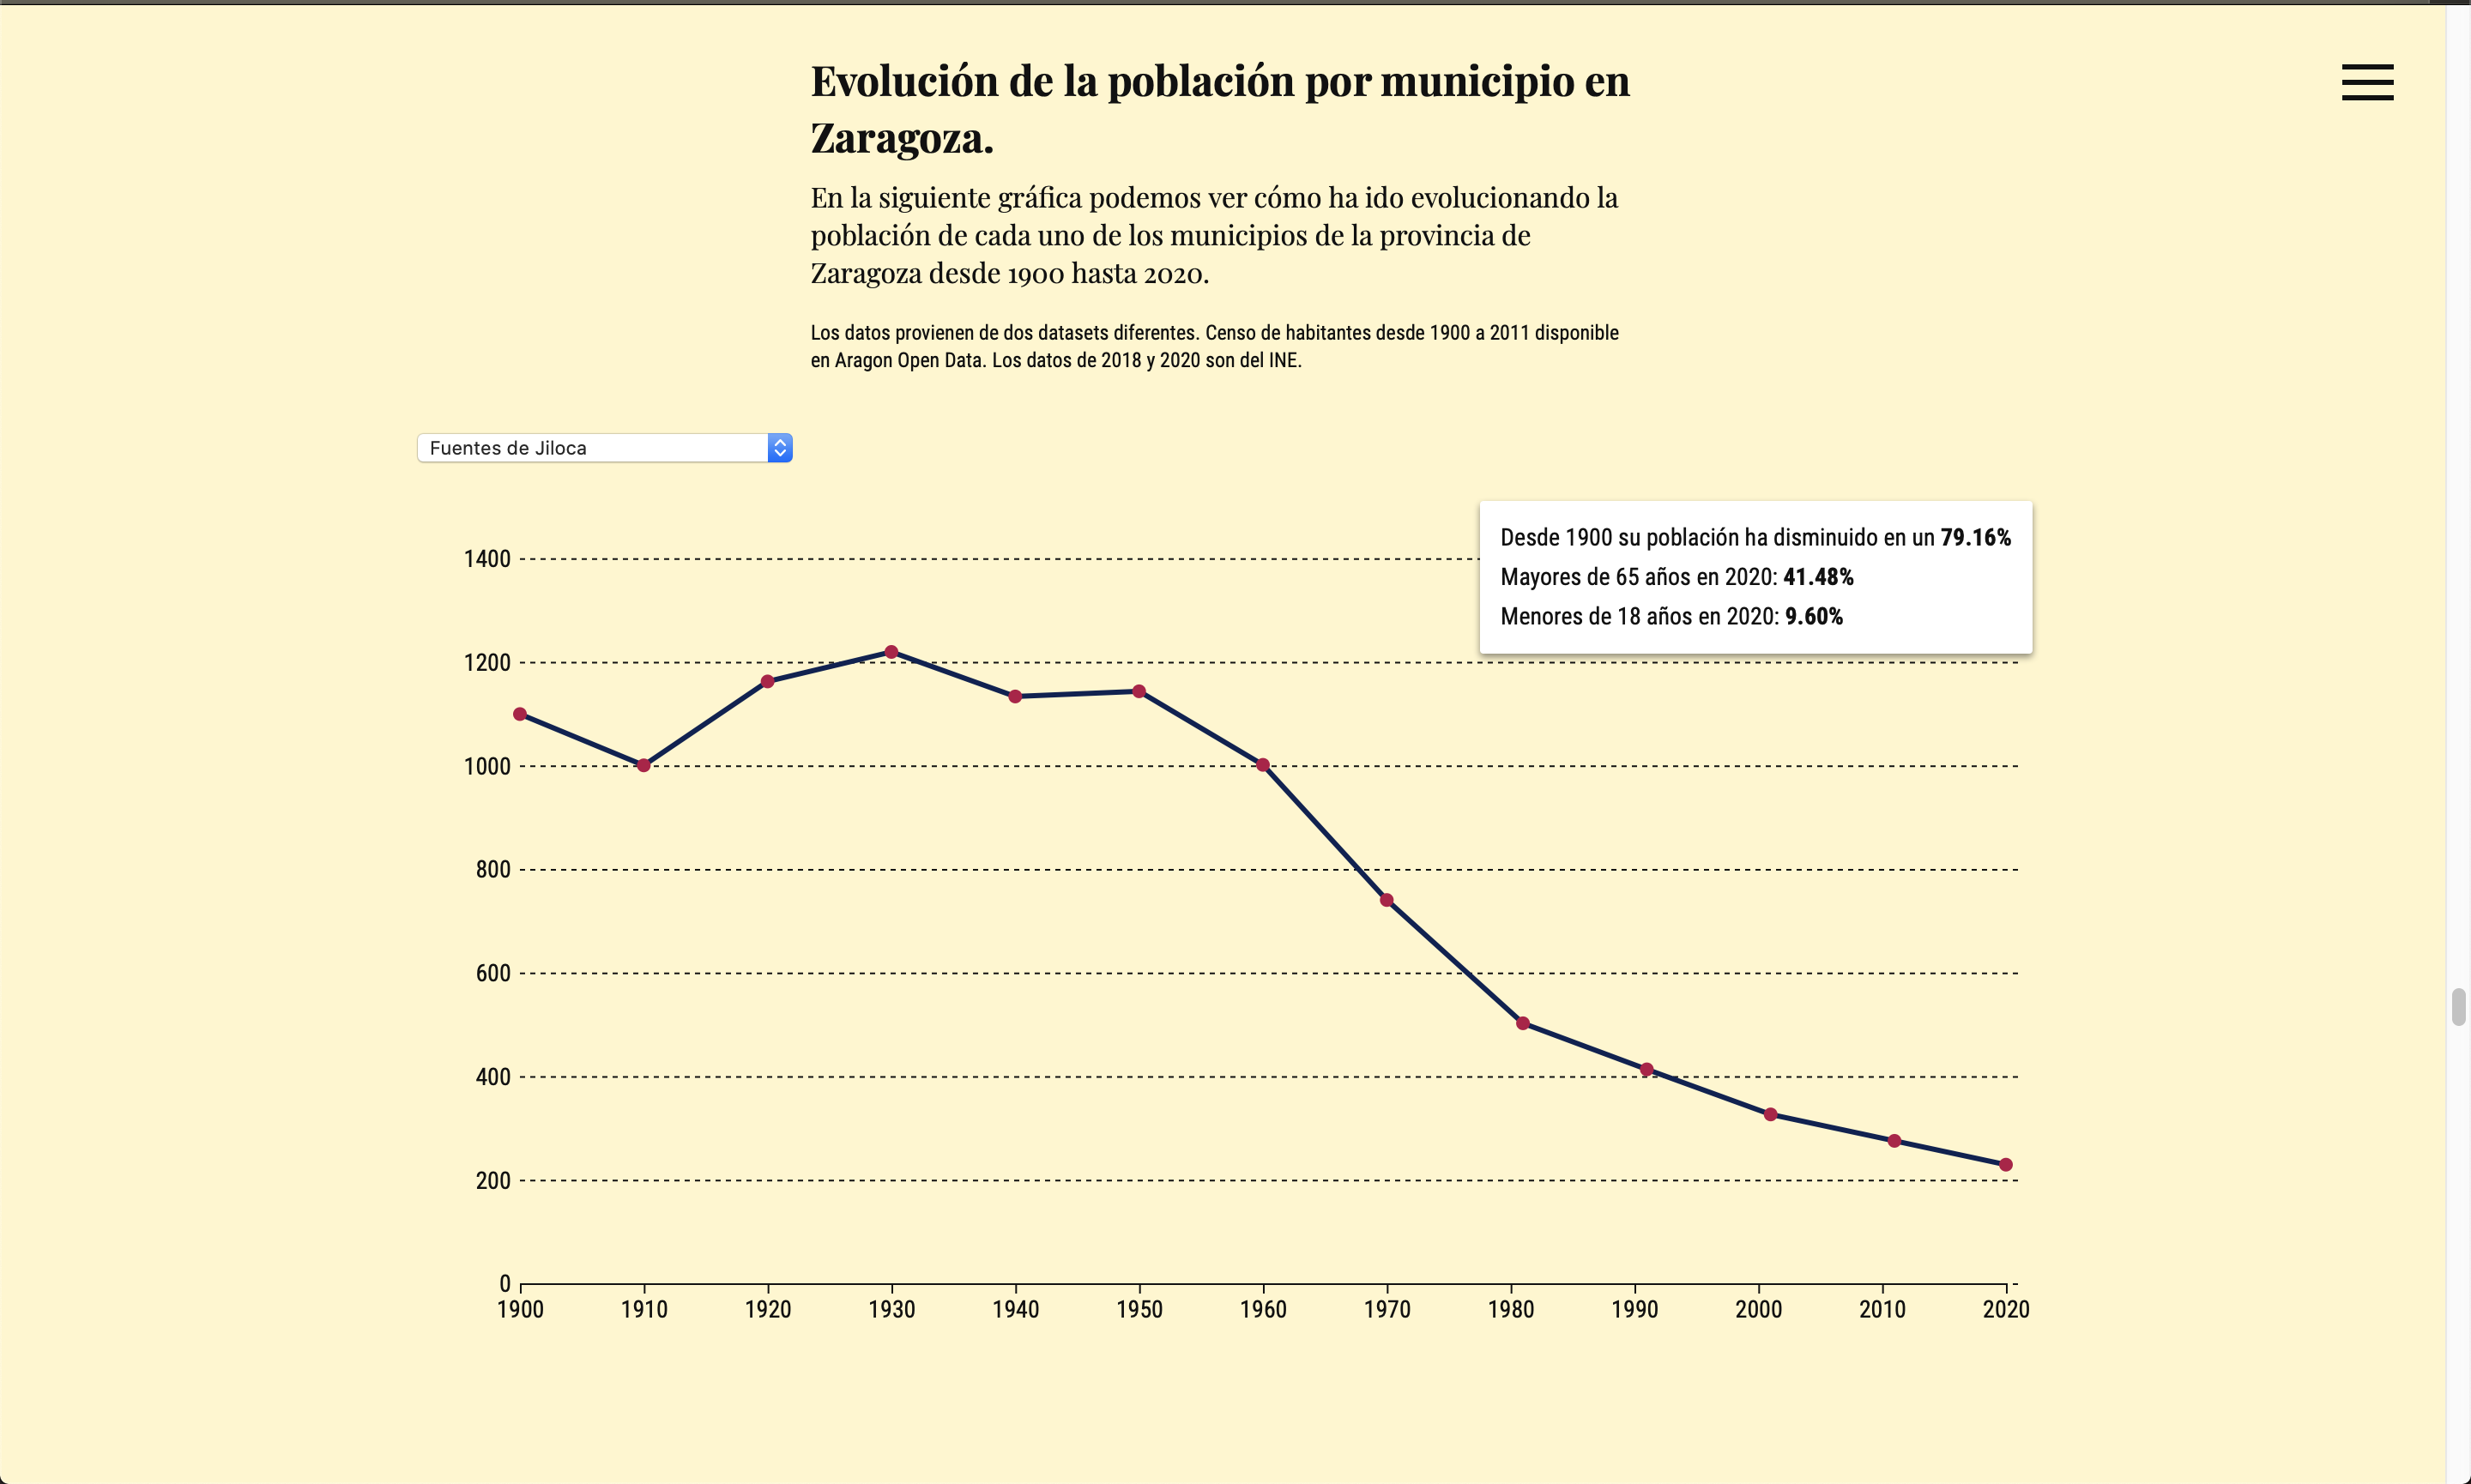 Evolución de la población por municipio en
Zaragoza.
En la siguiente gráfica podemos ver cómo ha ido evolucionando la
población de cada uno de los municipios de la provincia de
Zaragoza desde 1900 hasta 2020.
Los datos provienen de dos datasets diferentes. Censo de habitantes desde 1900 a 2011 disponible
en Aragon Open Data. Los datos de 2018 y 2020 son del INE.
Fuentes de Jiloca
Desde 1900 su población ha disminuido en un 79.16%
Mayores de 65 años en 2020: 41.48%
Menores de 18 años en 2020: 9.60%
1400
1200
1000
800
600
400
200
0
1900 1910 1920 1930 1940 1950 1960 1970 1980 1990 2000 2010 2020